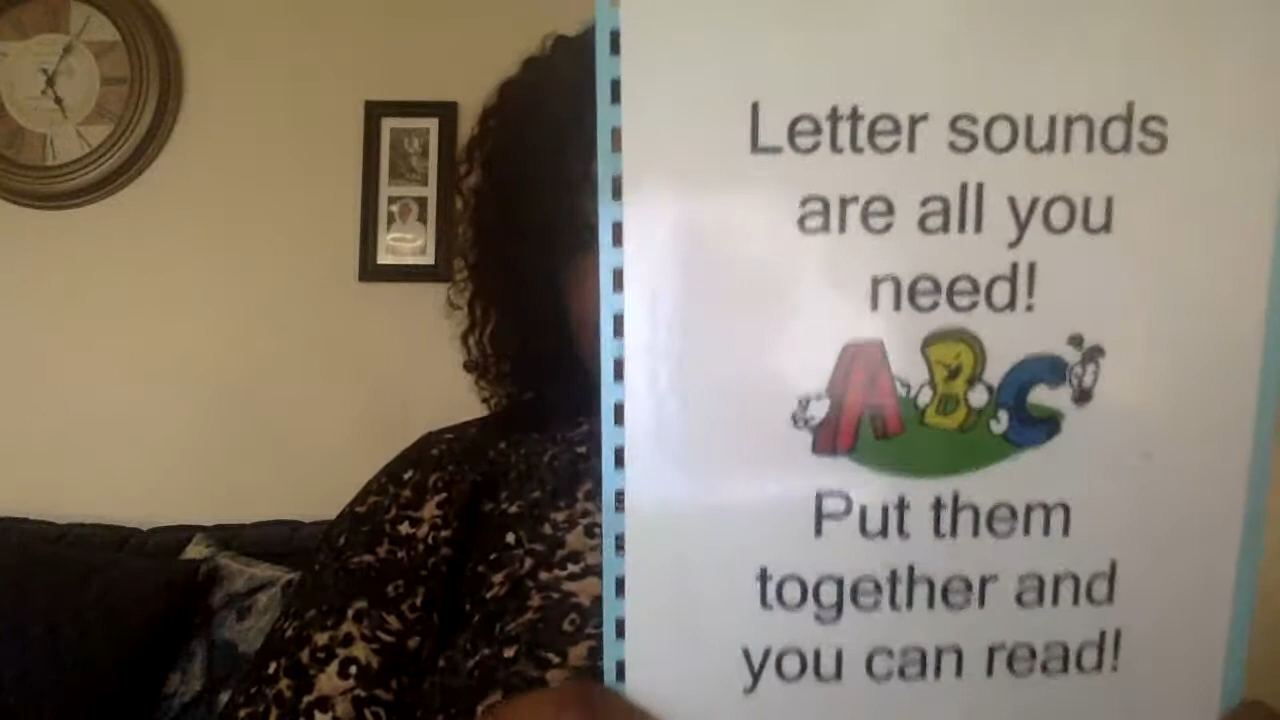 Letter sounds
are all you
need!
ABC
Put them
together and
you can read!